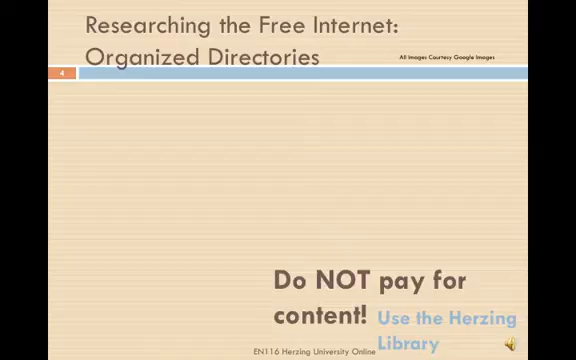 Researching the Free Internet:
Organized Directories
All Images Courtesy Google Images
4
Do NOT pay for
content! Use the Herzing
Library
EN116 Herzing University Online